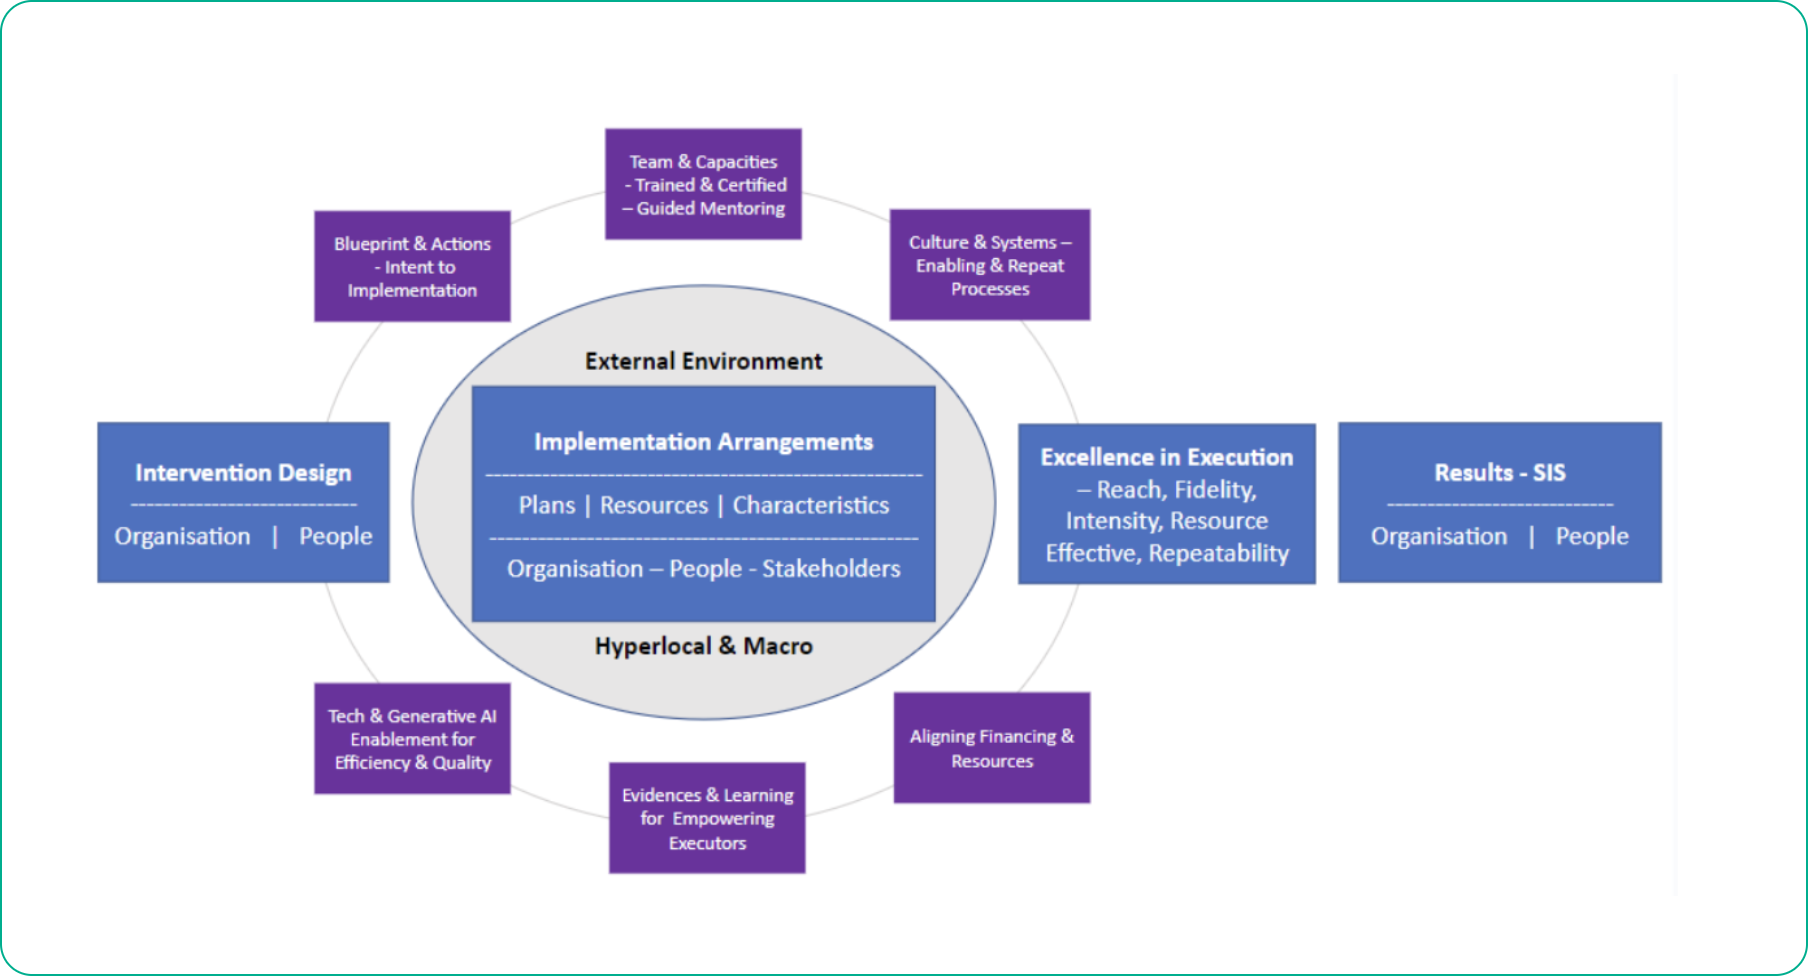 Team & Capacities
- Trained & Certified
– Guided Mentoring
Blueprint & Actions
- Intent to
Implementation
Culture & Systems –
Enabling & Repeat
Processes
External Environment
Intervention Design
Organisation | People
Implementation Arrangements
Plans | Resources | Characteristics
Organisation – People - Stakeholders
Excellence in Execution
– Reach, Fidelity,
Intensity, Resource
Effective, Repeatability
Results - SIS
Organisation | People
Hyperlocal & Macro
Tech & Generative AI
Enablement for
Efficiency & Quality
Evidences & Learning
for Empowering
Executors
Aligning Financing &
Resources